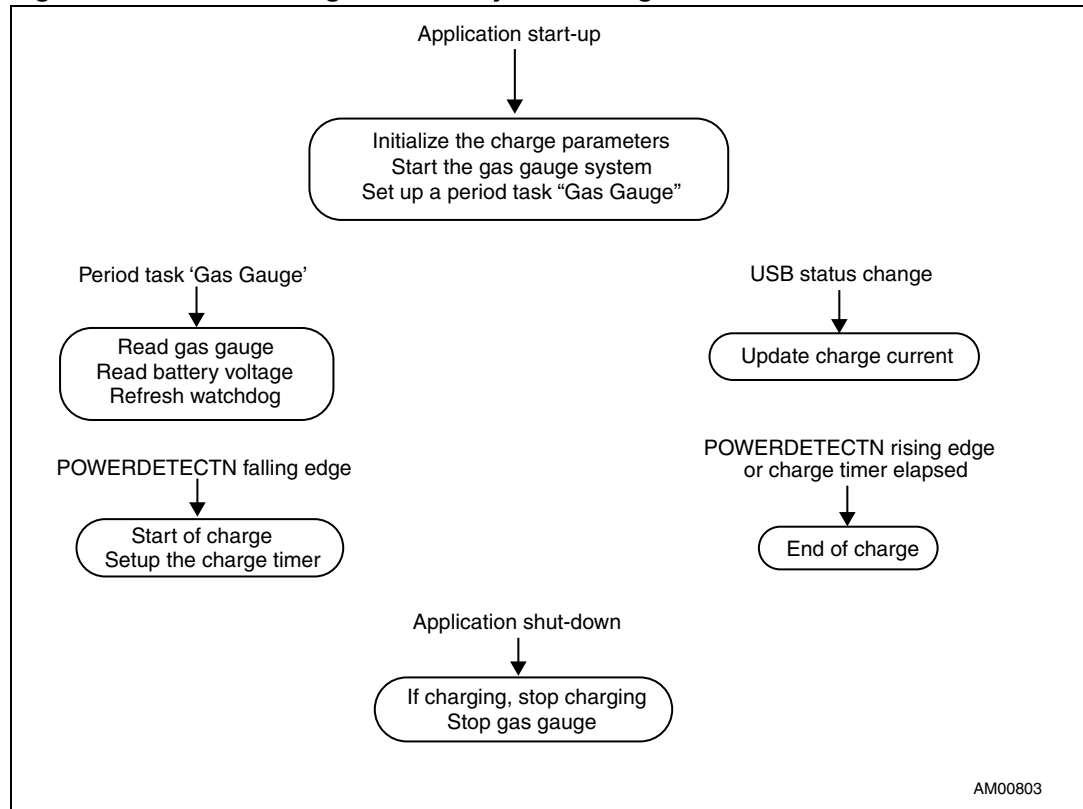 Application start-up
Initialize the charge parameters
Start the gas gauge system
Set up a period task “Gas Gauge”
Period task ‘Gas Gauge’
Read gas gauge
Read battery voltage
Refresh watchdog
USB status change
Update charge current
POWERDETECTN falling edge
Start of charge
Setup the charge timer
POWERDETECTN rising edge
or charge timer elapsed
End of charge
Application shut-down
If charging, stop charging
Stop gas gauge
AM00803